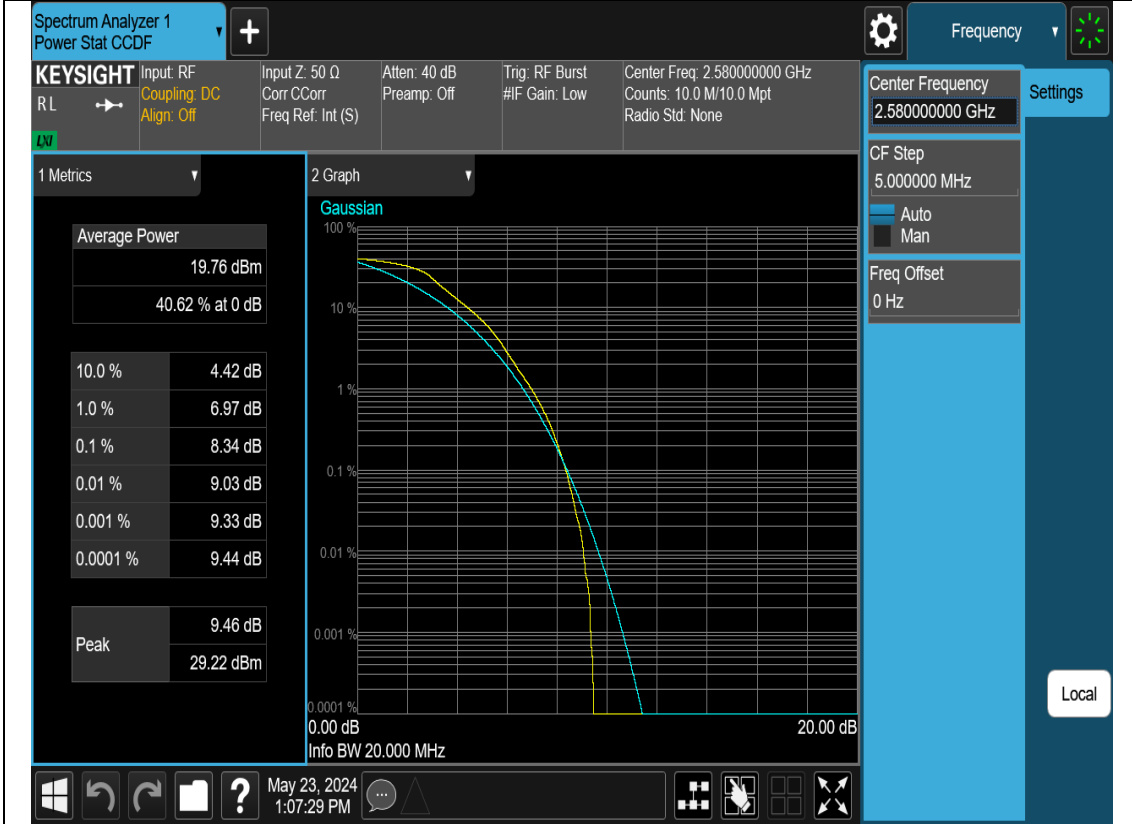 Spectrum Analyzer 1
Power Stat CCDF
Frequency
KEYSIGHT
RL
LXI
Input: RF
Coupling: DC
Align: Off
Input Z: 50 Ω
Corr CCorr
Freq Ref: Int (S)
Atten: 40 dB
Preamp: Off
Trig: RF Burst
#IF Gain: Low
Center Freq: 2.580000000 GHz
Counts: 10.0 M/10.0 Mpt
Radio Std: None
Center Frequency
2.580000000 GHz
Settings
CF Step
5.000000 MHz
Auto
Man
Freq Offset
0 Hz
1 Metrics
Average Power
19.76 dBm
40.62 % at 0 dB
10.0 % 4.42 dB
1.0 % 6.97 dB
0.1 % 8.34 dB
0.01 % 9.03 dB
0.001 % 9.33 dB
0.0001 % 9.44 dB
Peak
9.46 dB
29.22 dBm
2 Graph
Gaussian
100 %
10 %
1 %
0.1 %
0.01 %
0.001 %
0.0001 %
0.00 dB 20.00 dB
Info BW 20.000 MHz
Local
?
May 23, 2024
1:07:29 PM